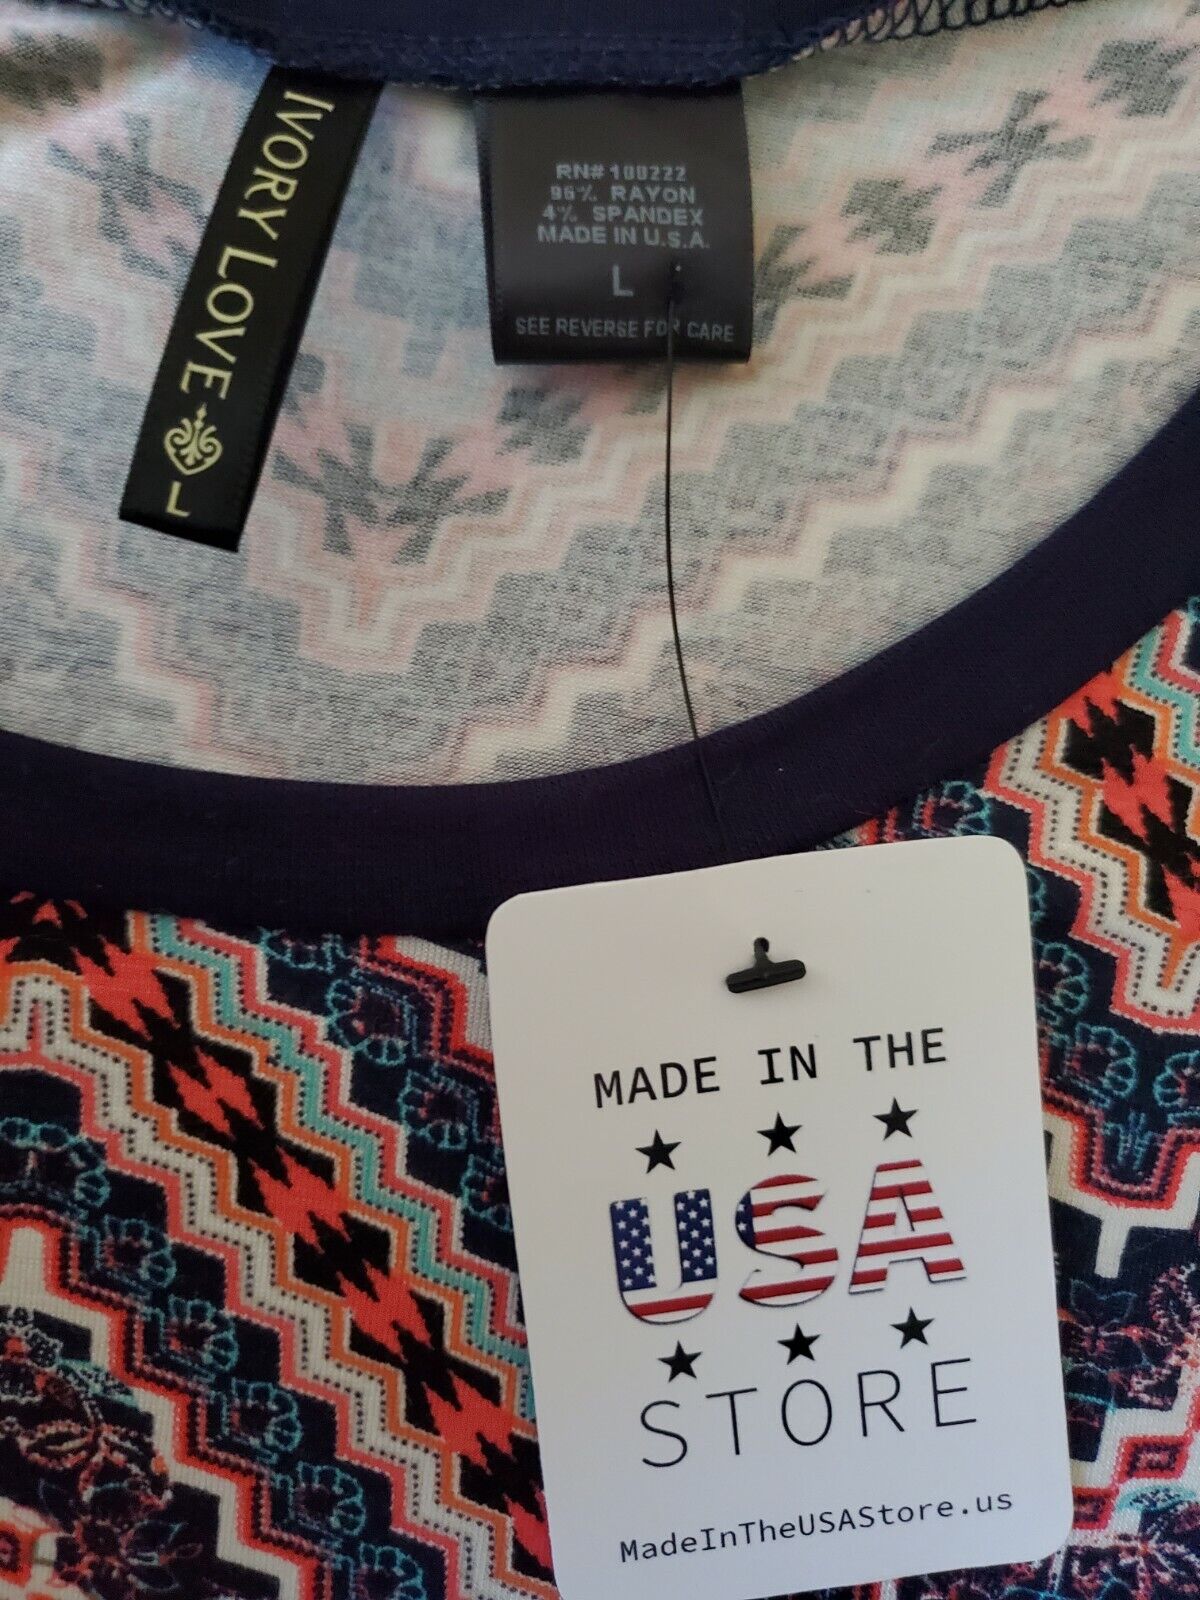 IVORY LOVE
L
RN# 100222
96% RAYON
4% SPANDEX
MADE IN U.S.A.
L
SEE REVERSE FOR CARE
MADE IN THE
USA
STORE
MadeInTheUSAStore.us